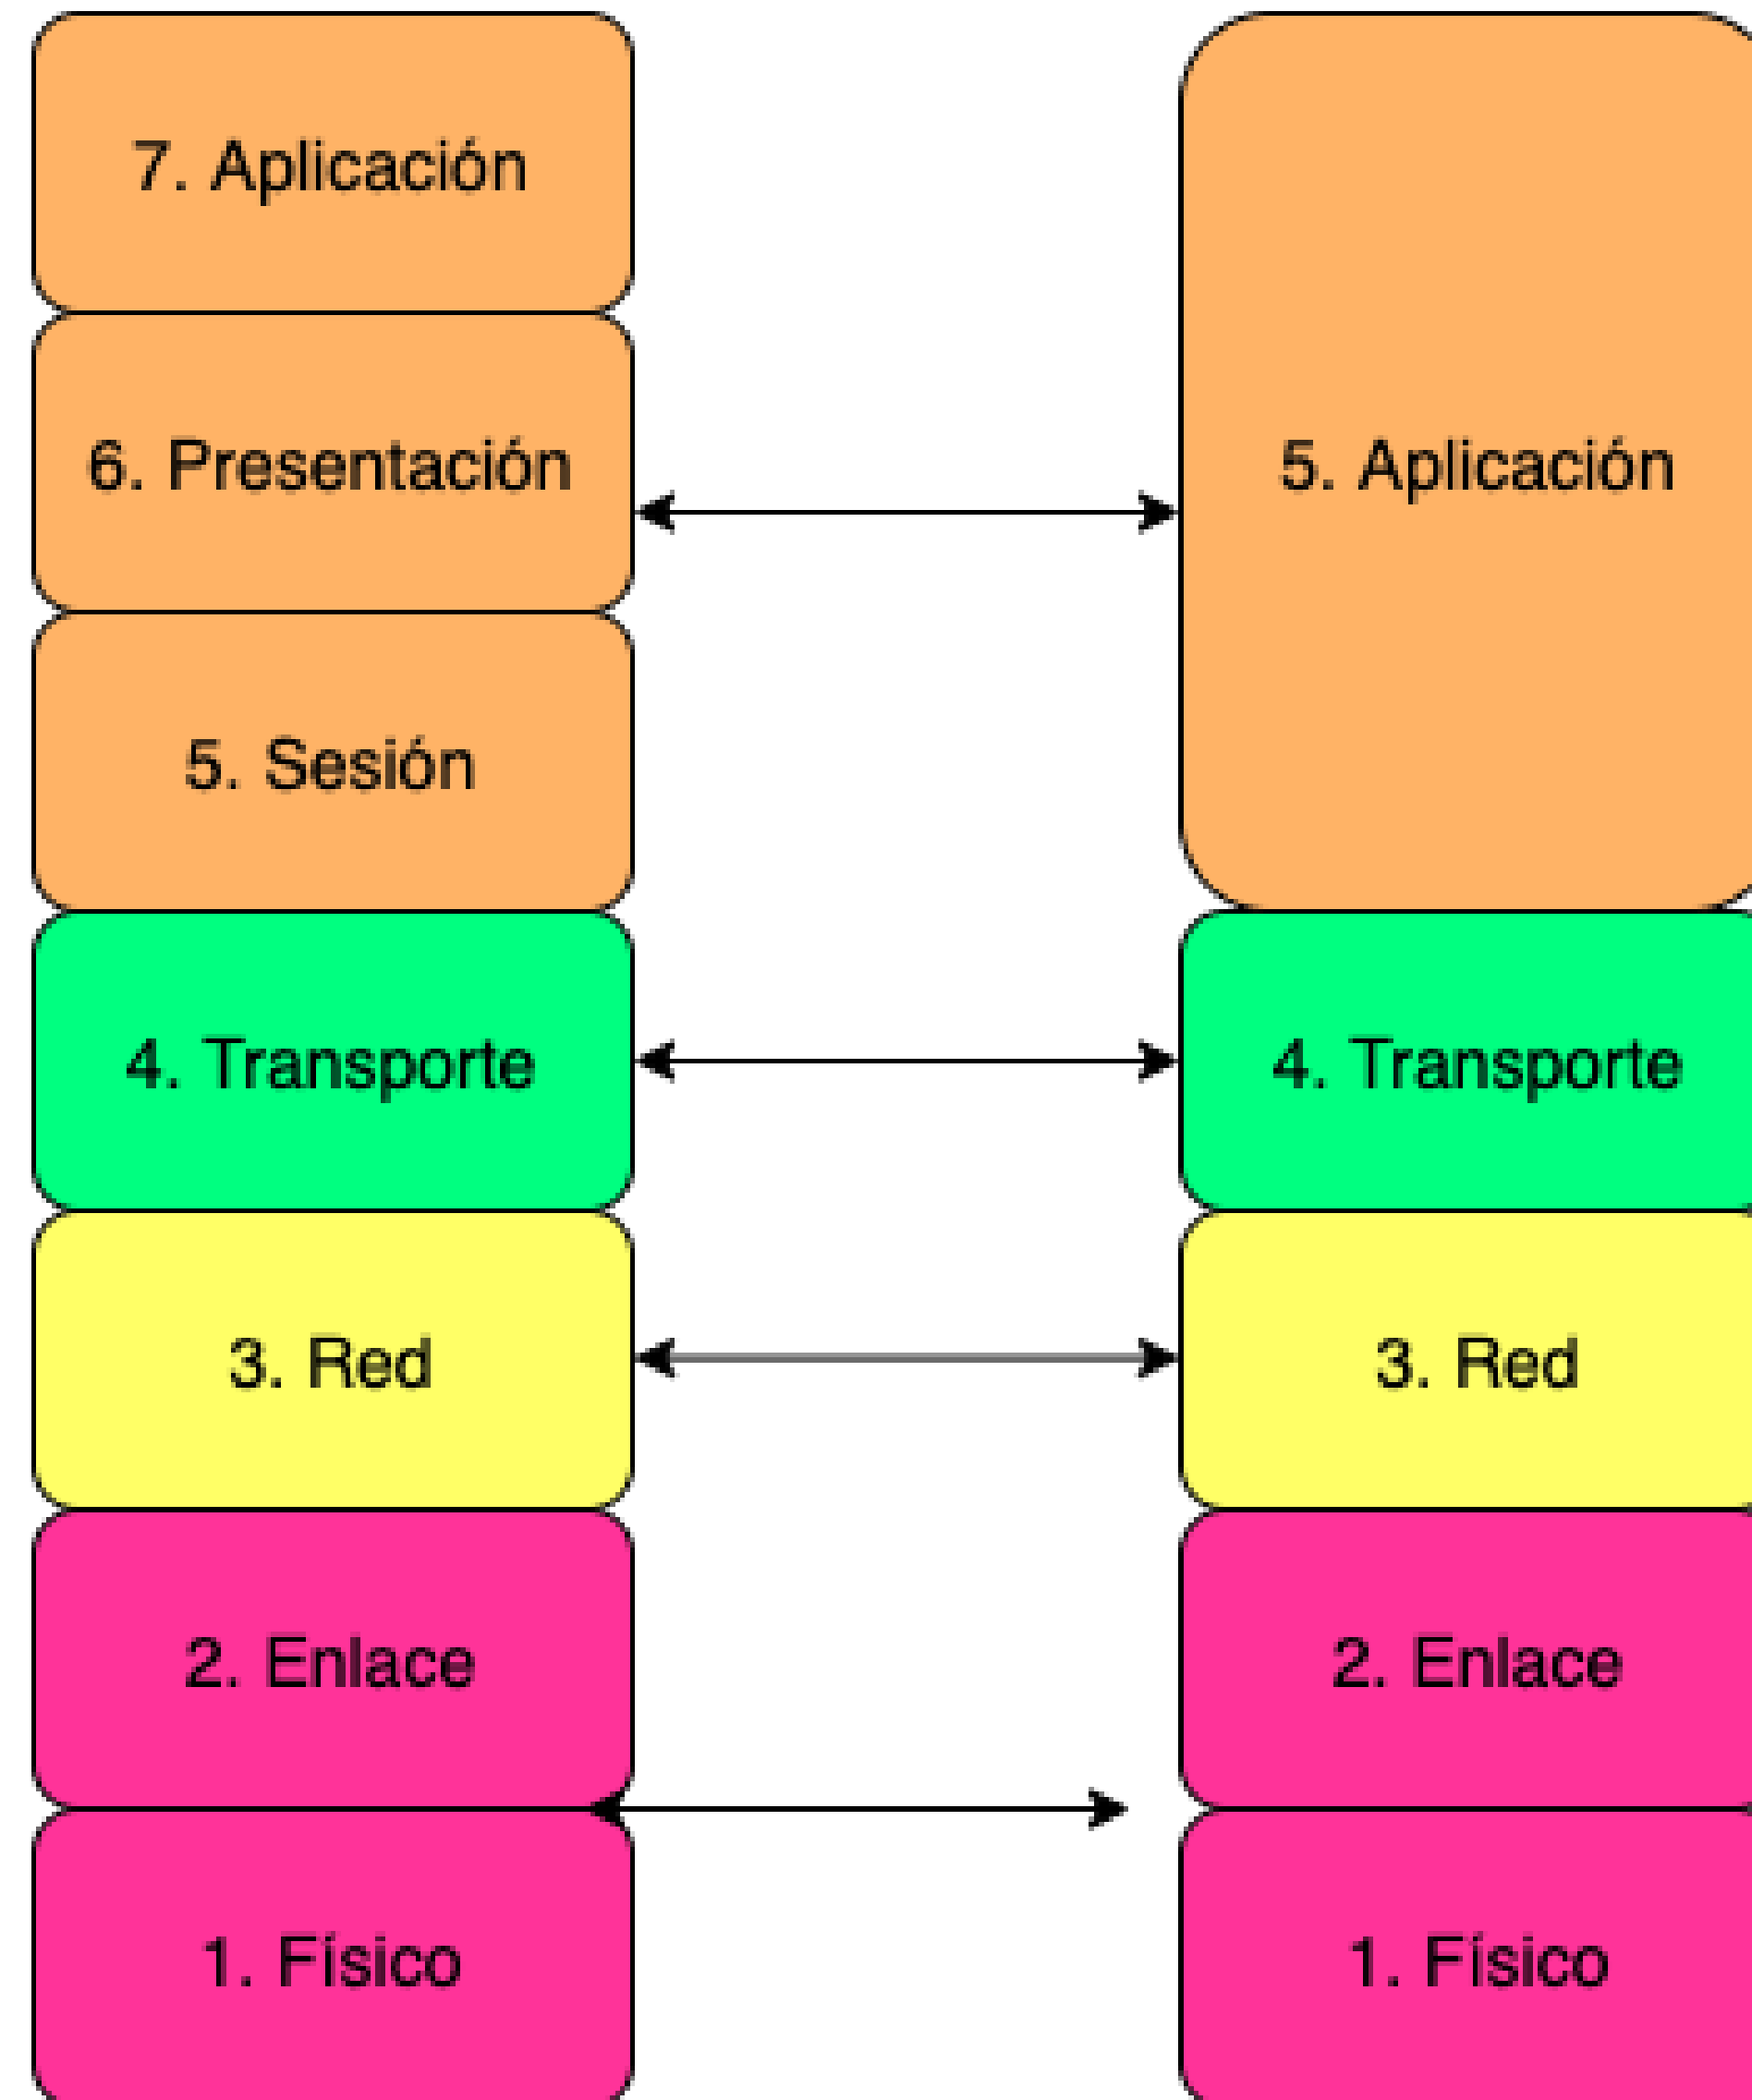 7. Aplicación
6. Presentación
5. Sesión
4. Transporte
3. Red
2. Enlace
1. Físico
5. Aplicación
4. Transporte
3. Red
2. Enlace
1. Físico